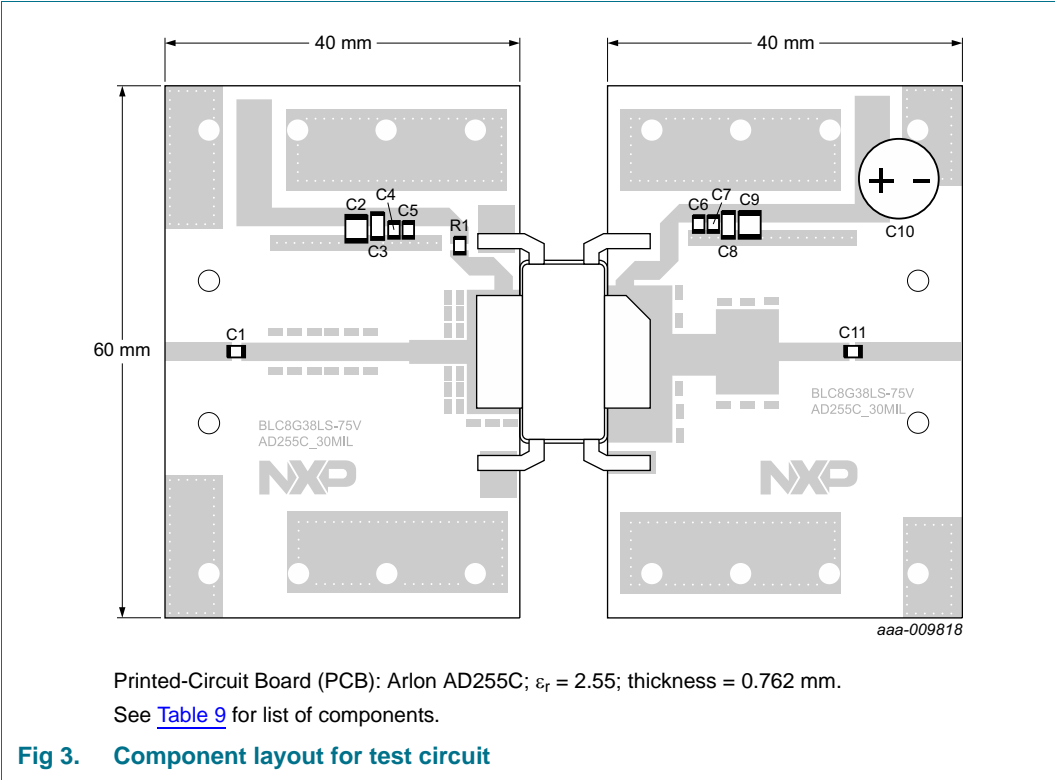 40 mm
40 mm
60 mm
C1
C2
C3
C4
C5
R1
C6
C7
C8
C9
+ -
C10
C11
BLC8G38LS-75V
AD255C_30MIL
NXP
BLC8G38LS-75V
AD255C_30MIL
NXP
aaa-009818
Printed-Circuit Board (PCB): Arlon AD255C; εr = 2.55; thickness = 0.762 mm.
See Table 9 for list of components.
Fig 3. Component layout for test circuit